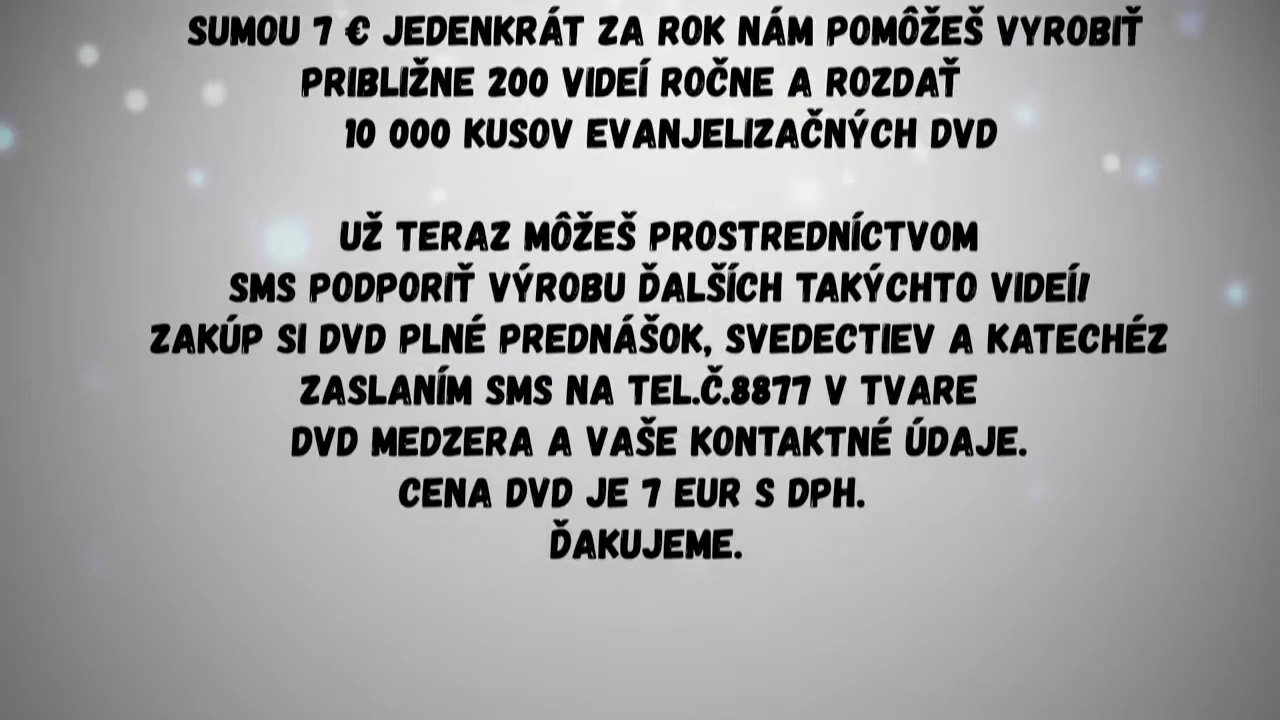 SUMOU 7 € JEDENKRÁT ZA ROK NÁM POMÔŽEŠ VYROBIŤ
PRIBLIŽNE 200 VIDEÍ ROČNE A ROZDAŤ
10 000 KUSOV EVANJELIZAČNÝCH DVD
UŽ TERAZ MÔŽEŠ PROSTREDNÍCTVOM
SMS PODPORIŤ VÝROBU ĎALŠÍCH TAKÝCHTO VIDEÍ!
ZAKÚP SI DVD PLNÉ PREDNÁŠOK, SVEDECTIEV A KATECHÉZ
ZASLANÍM SMS NA TEL.Č.8877 V TVARE
DVD MEDZERA A VAŠE KONTAKTNÉ ÚDAJE.
CENA DVD JE 7 EUR S DPH.
ĎAKUJEME.